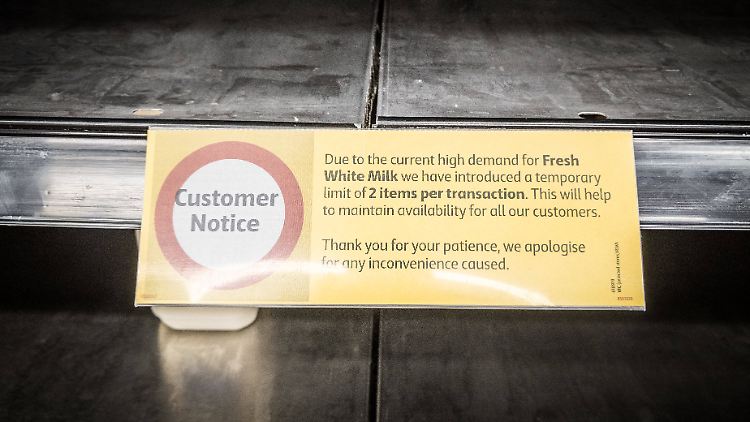 Customer
Notice
Due to the current high demand for Fresh
White Milk we have introduced a temporary
limit of 2 items per transaction. This will help
to maintain availability for all our customers.
Thank you for your patience, we apologise
for any inconvenience caused.